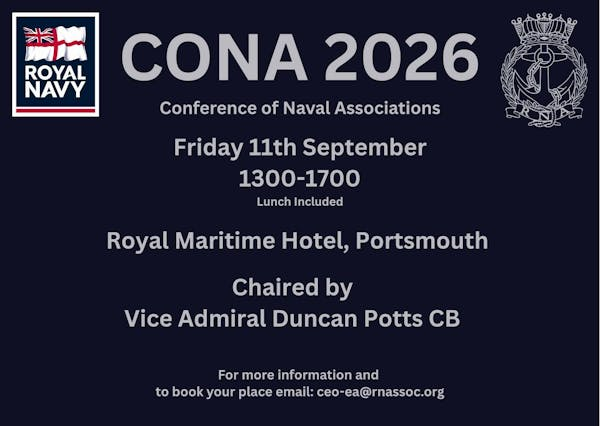 ROYAL
NAVY
CONA 2026
Conference of Naval Associations
Friday 11th September
1300-1700
Lunch Included
Royal Maritime Hotel, Portsmouth
Chaired by
Vice Admiral Duncan Potts CB
For more information and
to book your place email: ceo-ea@rnassoc.org
R N A